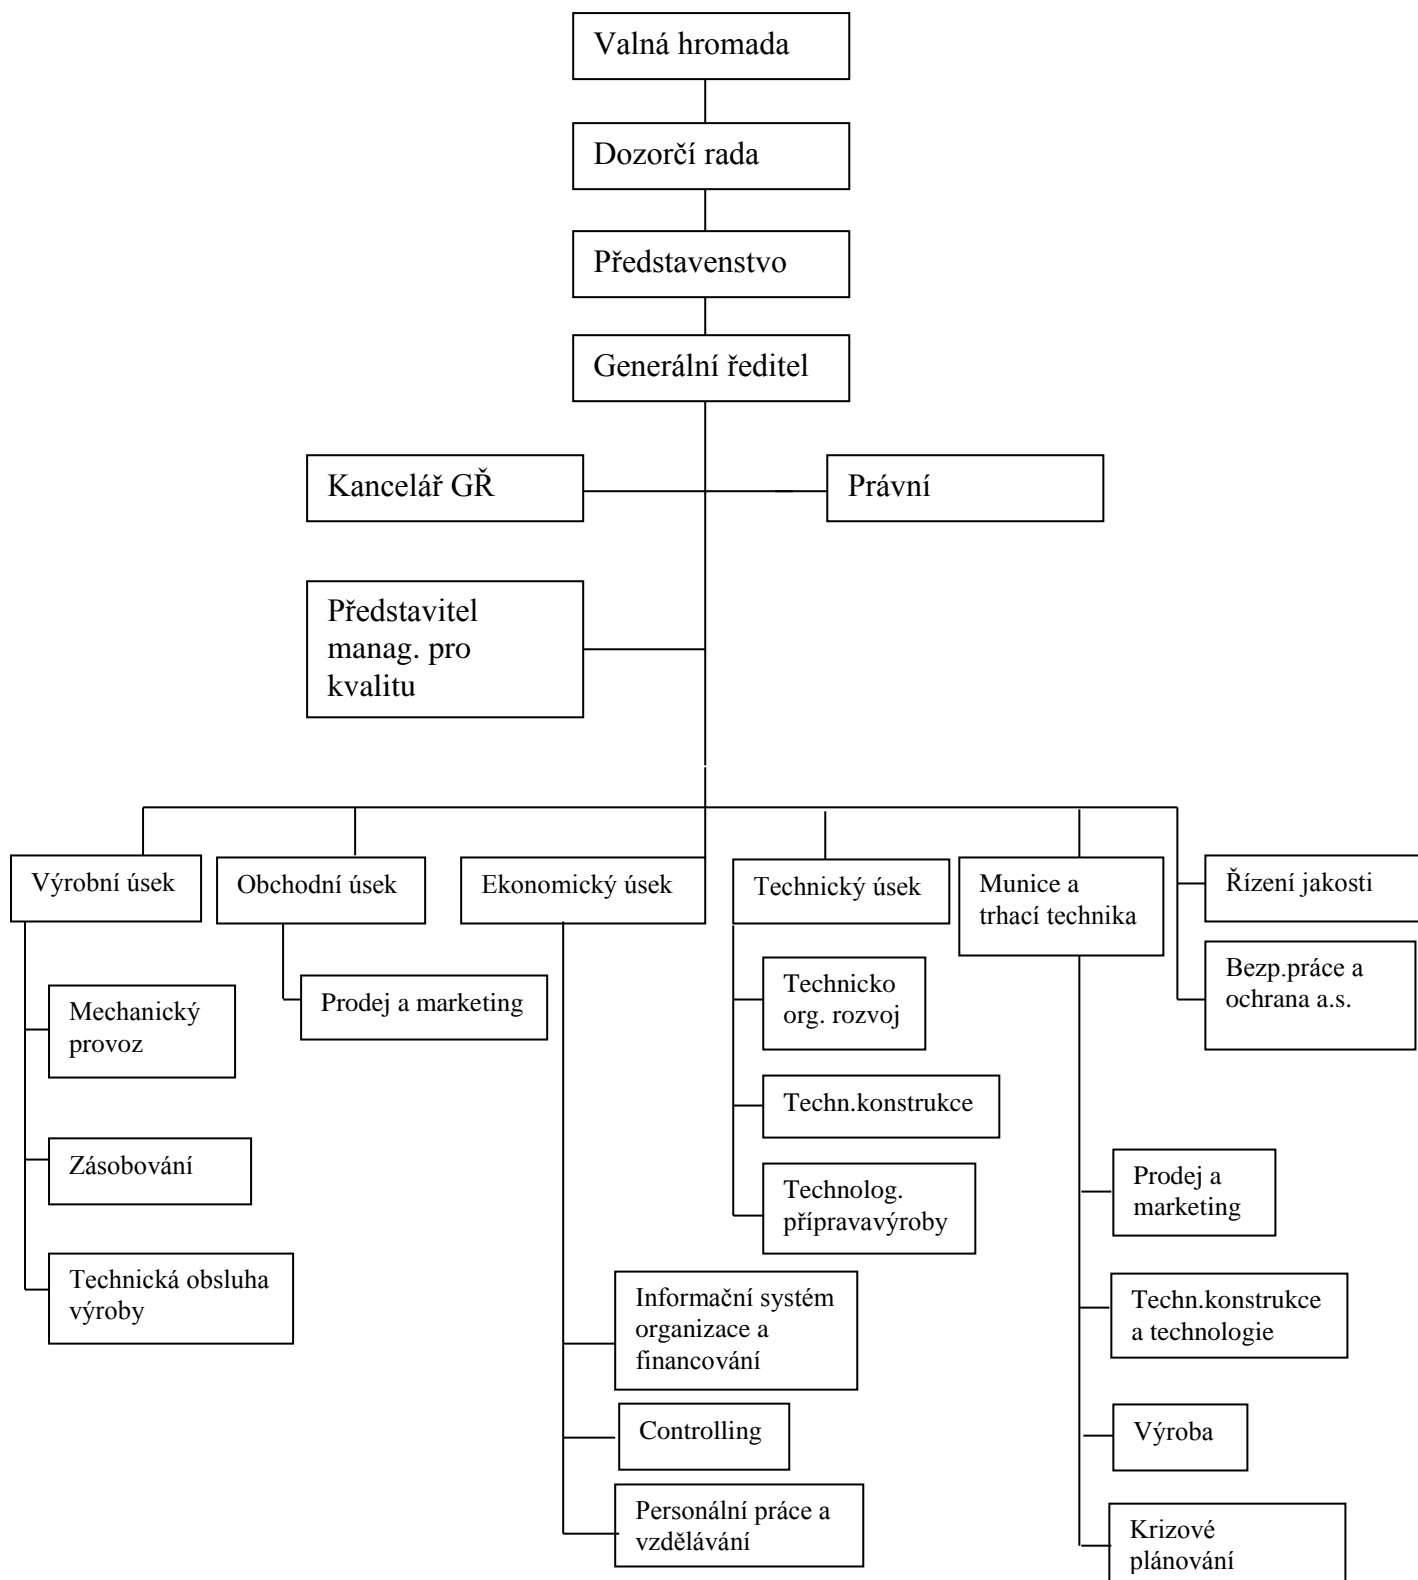 Valná hromada
Dozorčí rada
Představenstvo
Generální ředitel
Kancelář GŘ
Právní
Představitel
manag. pro
kvalitu
Výrobní úsek
Obchodní úsek
Ekonomický úsek
Technický úsek
Munice a
trhací technika
Řízení jakosti
Bezp.práce a
ochrana a.s.
Mechanický
provoz
Zásobování
Technická obsluha
výroby
Prodej a marketing
Informační systém
organizace a
financování
Controlling
Personální práce a
vzdělávání
Technicko
org. rozvoj
Techn.konstrukce
Technolog.
přípravavýroby
Prodej a
marketing
Techn.konstrukce
a technologie
Výroba
Krizové
plánování